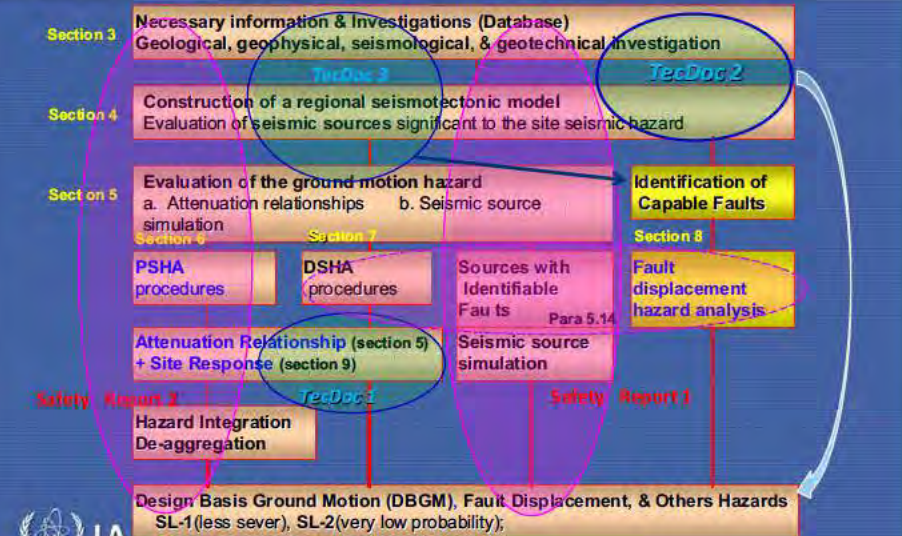 Section 3
Necessary information & Investigations (Database)
Geological, geophysical, seismological, & geotechnical investigation
TecDoc 3
TecDoc 2
Section 4
Construction of a regional seismotectonic model
Evaluation of seismic sources significant to the site seismic hazard
Section 5
Evaluation of the ground motion hazard
a. Attenuation relationships b. Seismic source
simulation
Identification of
Capable Faults
Section 6
Section 7
Section 8
PSHA
procedures
DSHA
procedures
Sources with
Identifiable
Fau ts
Para 5.14
Fault
displacement
hazard analysis
Attenuation Relationship (section 5)
+ Site Response (section 9)
Seismic source
simulation
Safety Report 2
TecDoc 1
Safety Report 1
Hazard Integration
De-aggregation
Design Basis Ground Motion (DBGM), Fault Displacement, & Others Hazards
SL-1(less sever), SL-2(very low probability);
IA